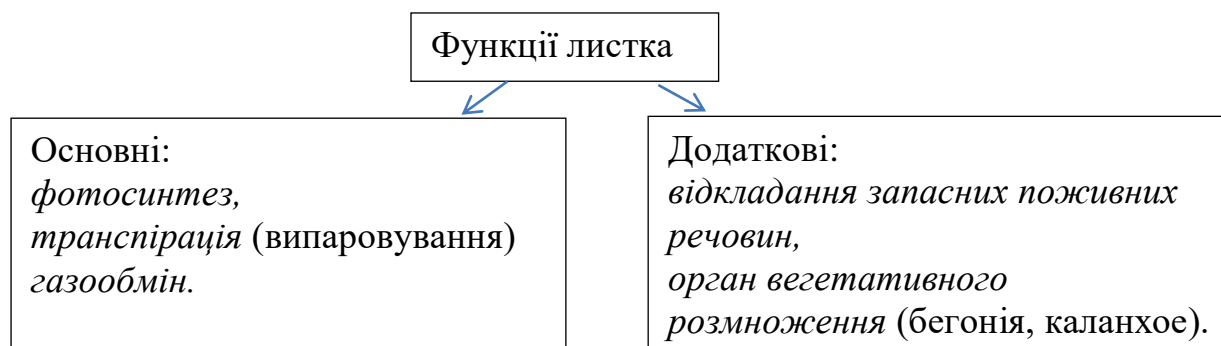 Функції листка
Основні:
фотосинтез,
транспірація (випаровування)
газообмін.
Додаткові:
відкладання запасних поживних
речовин,
орган вегетативного
розмноження (бегонія, каланхое).